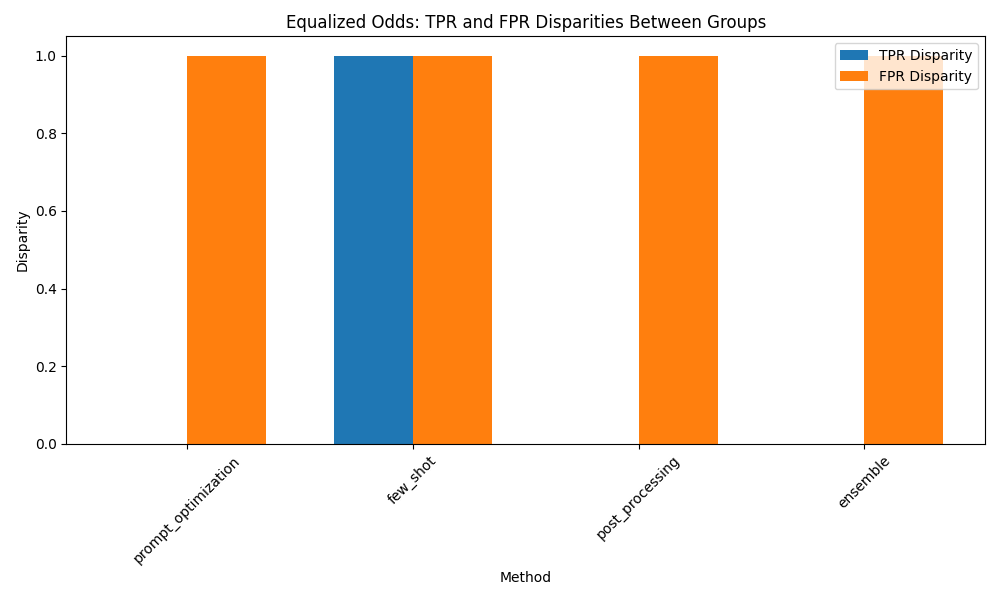 Equalized Odds: TPR and FPR Disparities Between Groups
TPR Disparity
FPR Disparity
Disparity
1.0
0.8
0.6
0.4
0.2
0.0
prompt_optimization
few_shot
post_processing
ensemble
Method